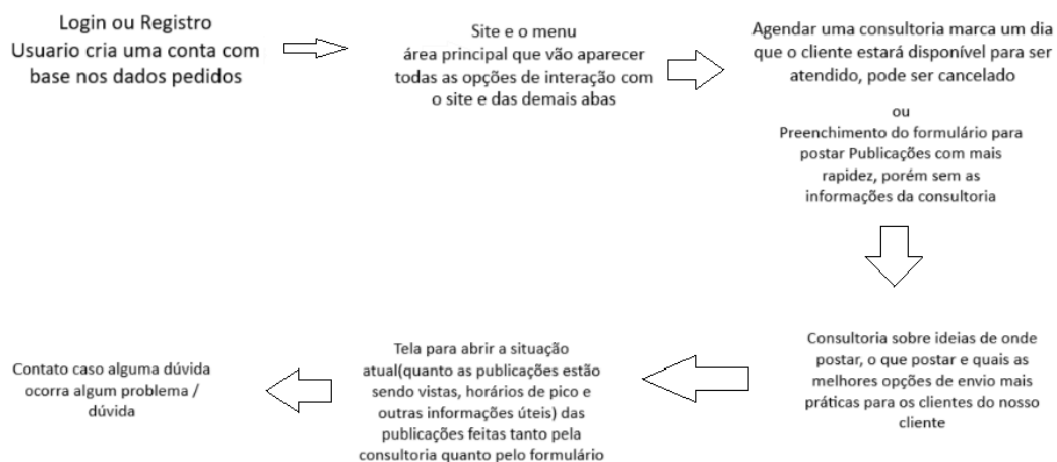 Login ou Registro
Usuario cria uma conta com
base nos dados pedidos
Site e o menu
área principal que vão aparecer
todas as opções de interação com
o site e das demais abas
Agendar uma consultoria marca um dia
que o cliente estará disponível para ser
atendido, pode ser cancelado
ou
Preenchimento do formulário para
postar Publicações com mais
rapidez, porém sem as
informações da consultoria
Consultoria sobre ideias de onde
postar, o que postar e quais as
melhores opções de envio mais
práticas para os clientes do nosso
cliente
Tela para abrir a situação
atual(quanto as publicações estão
sendo vistas, horários de pico e
outras informações úteis) das
publicações feitas tanto pela
consultoria quanto pelo formulário
Contato caso alguma dúvida
ocorra algum problema /
dúvida